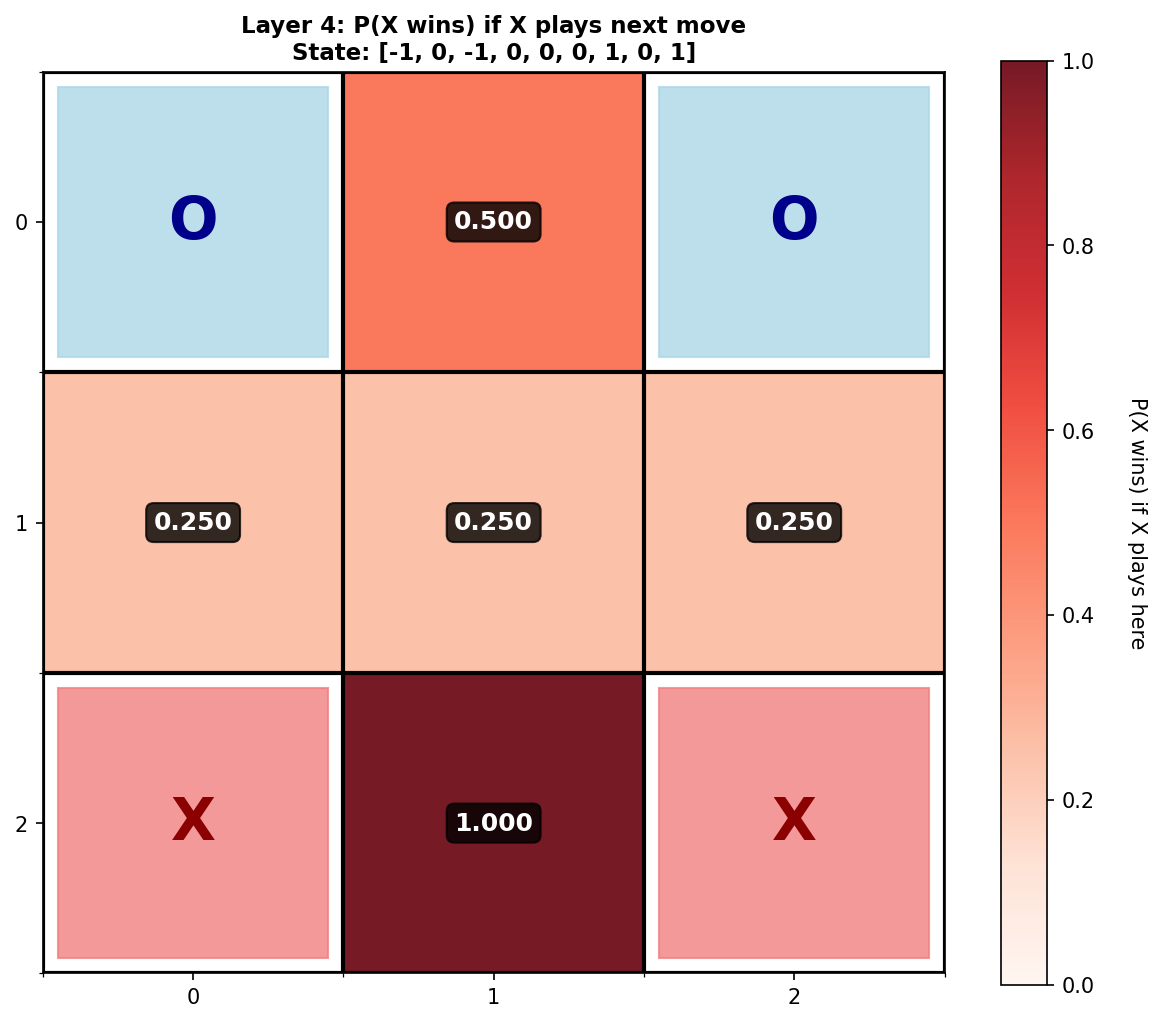 Layer 4: P(X wins) if X plays next move
State: [-1, 0, -1, 0, 0, 0, 1, 0, 1]
O
0.500
O
0
0.250
0.250
0.250
1
X
1.000
X
2
0
1
2
1.0
0.8
0.6
0.4
0.2
0.0
P(X wins) if X plays here